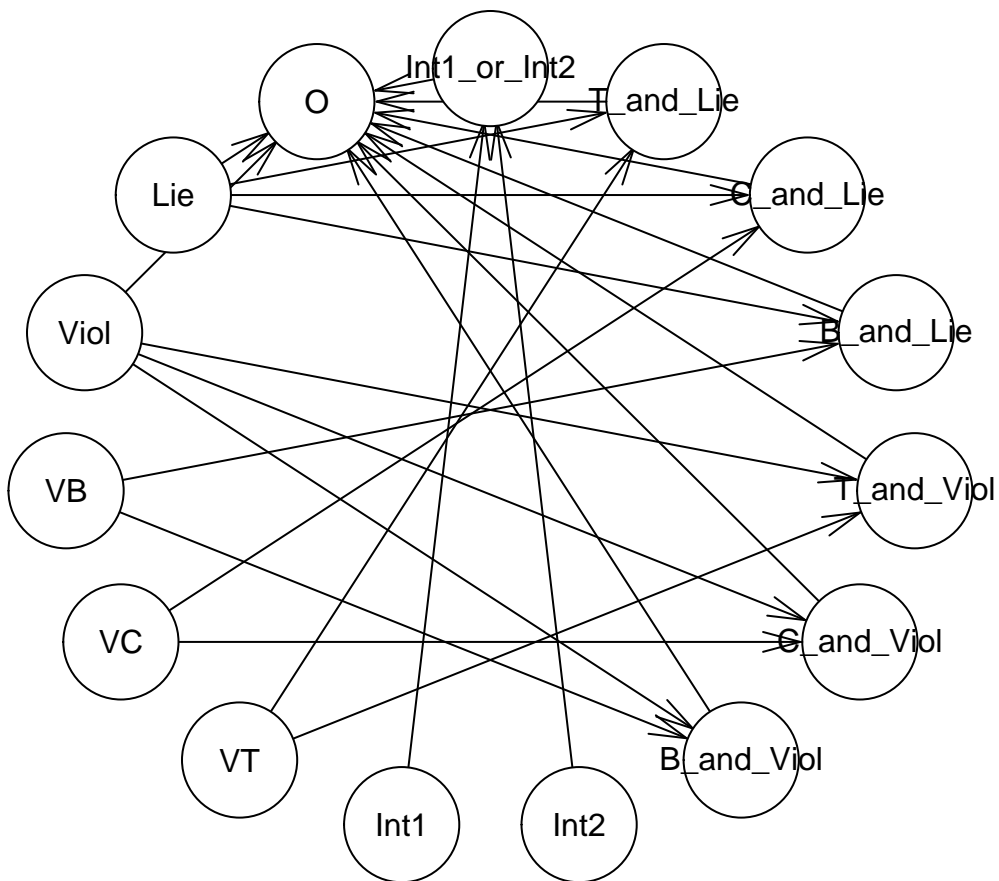 Int1_or_Int2
O
T_and_Lie
Lie
C_and_Lie
Viol
B_and_Lie
VB
T_and_Viol
VC
C_and_Viol
VT
B_and_Viol
Int1
Int2